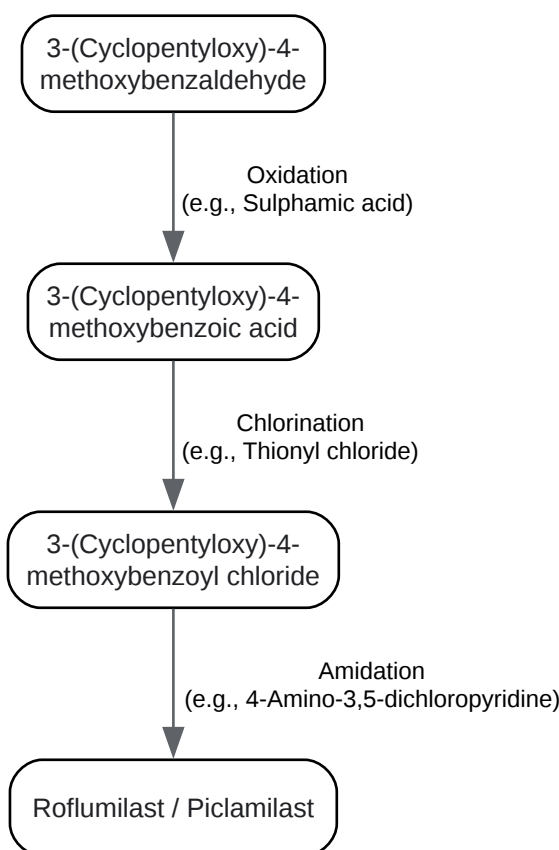 3-(Cyclopentyloxy)-4-
methoxybenzaldehyde
Oxidation
(e.g., Sulphamic acid)
3-(Cyclopentyloxy)-4-
methoxybenzoic acid
Chlorination
(e.g., Thionyl chloride)
3-(Cyclopentyloxy)-4-
methoxybenzoyl chloride
Amidation
(e.g., 4-Amino-3,5-dichloropyridine)
Roflumilast / Piclamilast